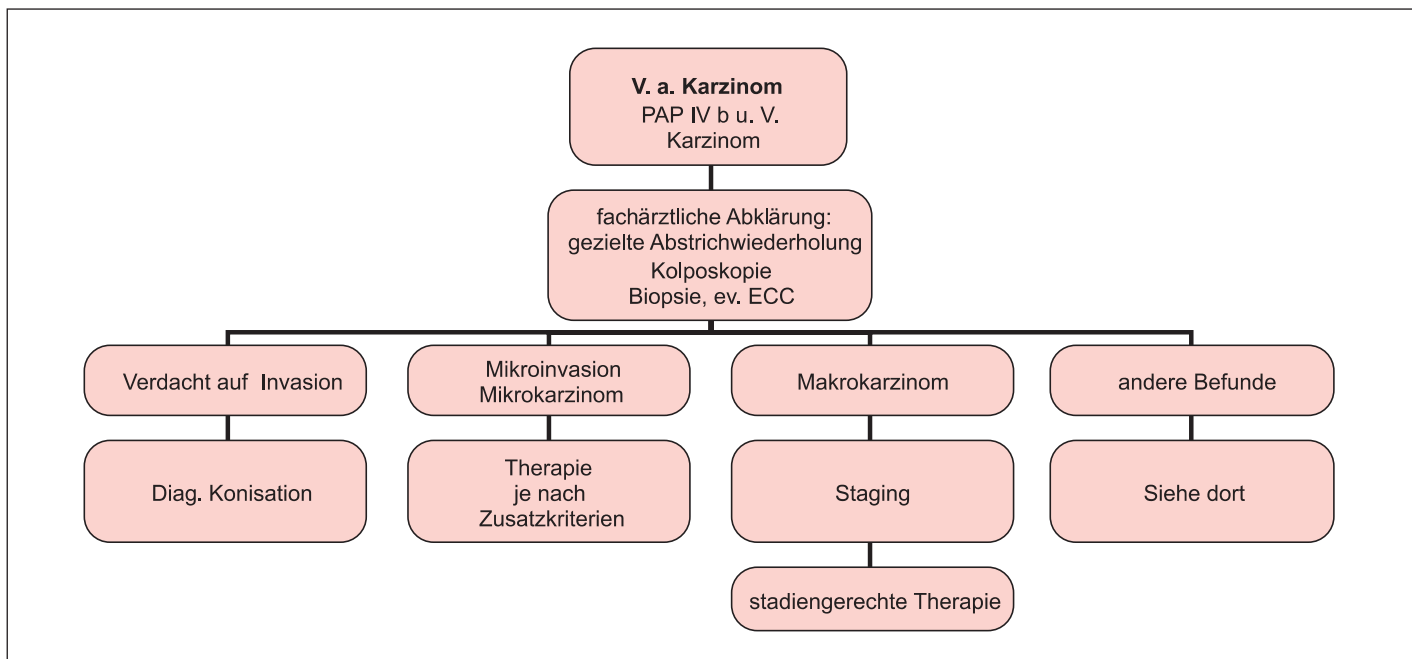 V. a. Karzinom
PAP IV b u. V.
Karzinom
fachärztliche Abklärung:
gezielte Abstrichwiederholung
Kolposkopie
Biopsie, ev. ECC
Verdacht auf Invasion
Mikroinvasion
Mikrokarzinom
Makrokarzinom
andere Befunde
Diag. Konisation
Therapie
je nach
Zusatzkriterien
Staging
Siehe dort
stadiengerechte Therapie